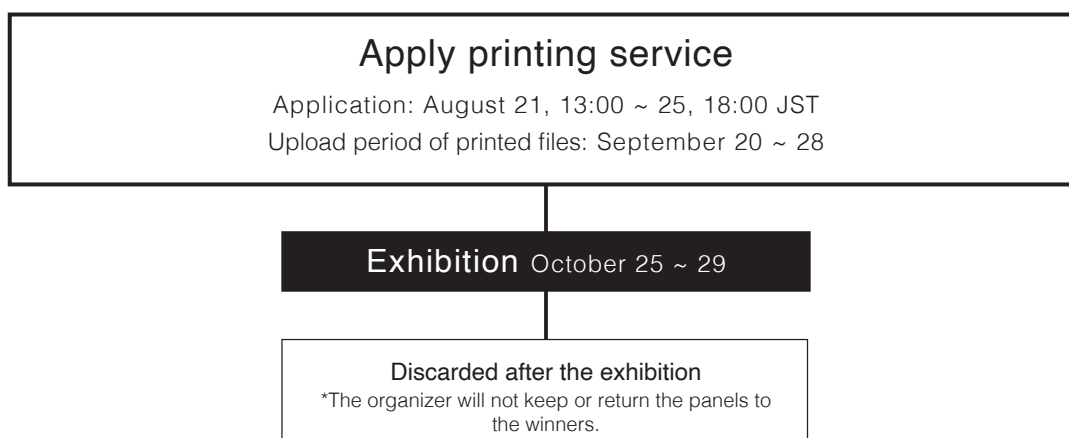 Apply printing service
Application: August 21, 13:00 ~ 25, 18:00 JST
Upload period of printed files: September 20 ~ 28
Exhibition October 25 ~ 29
Discarded after the exhibition
*The organizer will not keep or return the panels to
the winners.